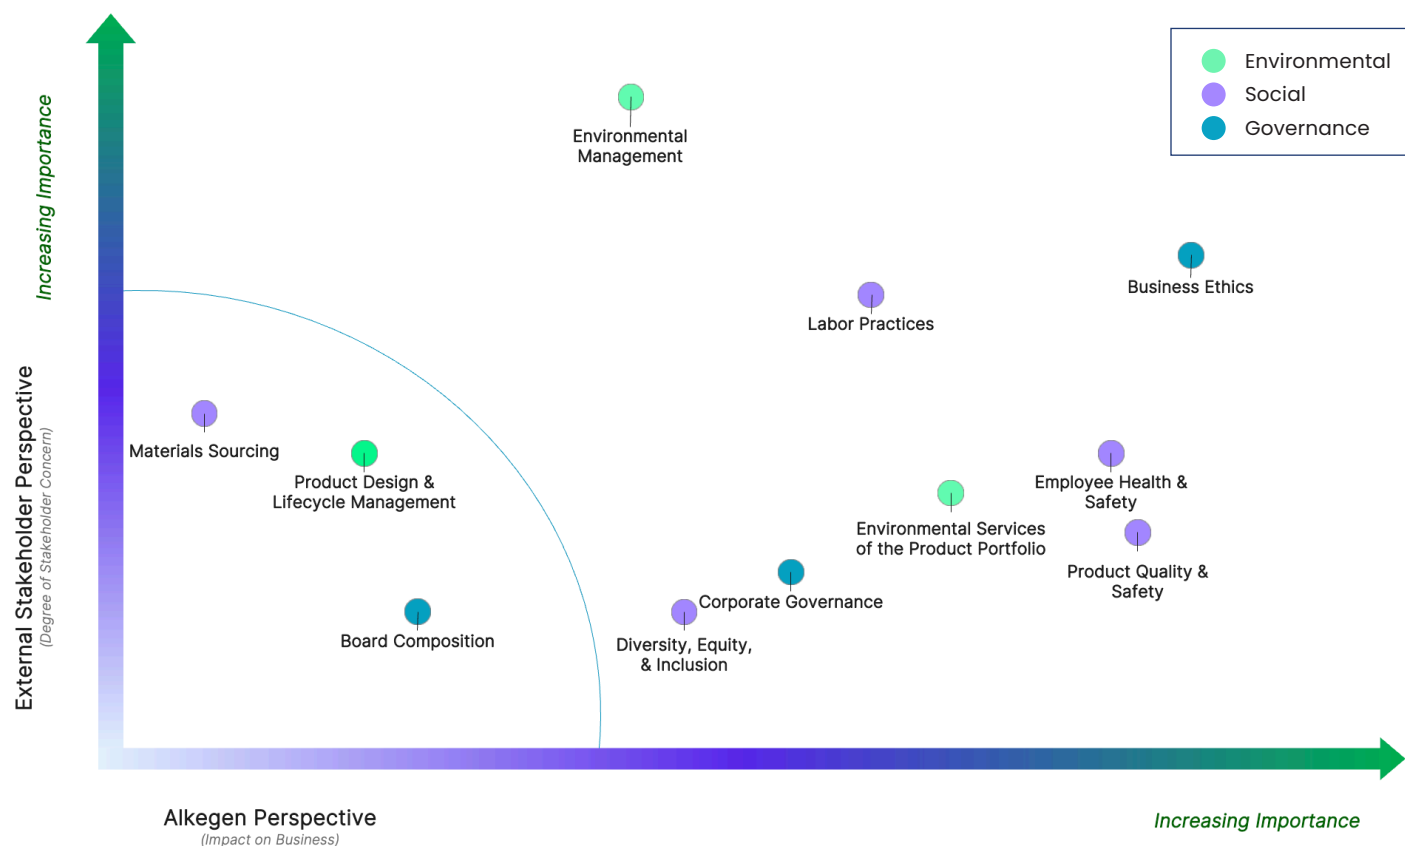 Environmental
Social
Governance
Increasing Importance
Environmental
Management
Business Ethics
Labor Practices
External Stakeholder Perspective
(Degree of Stakeholder Concern)
Materials Sourcing
Product Design &
Lifecycle Management
Employee Health &
Safety
Environmental Services
of the Product Portfolio
Product Quality &
Safety
Corporate Governance
Board Composition
Diversity, Equity,
& Inclusion
Alkegen Perspective
(Impact on Business)
Increasing Importance